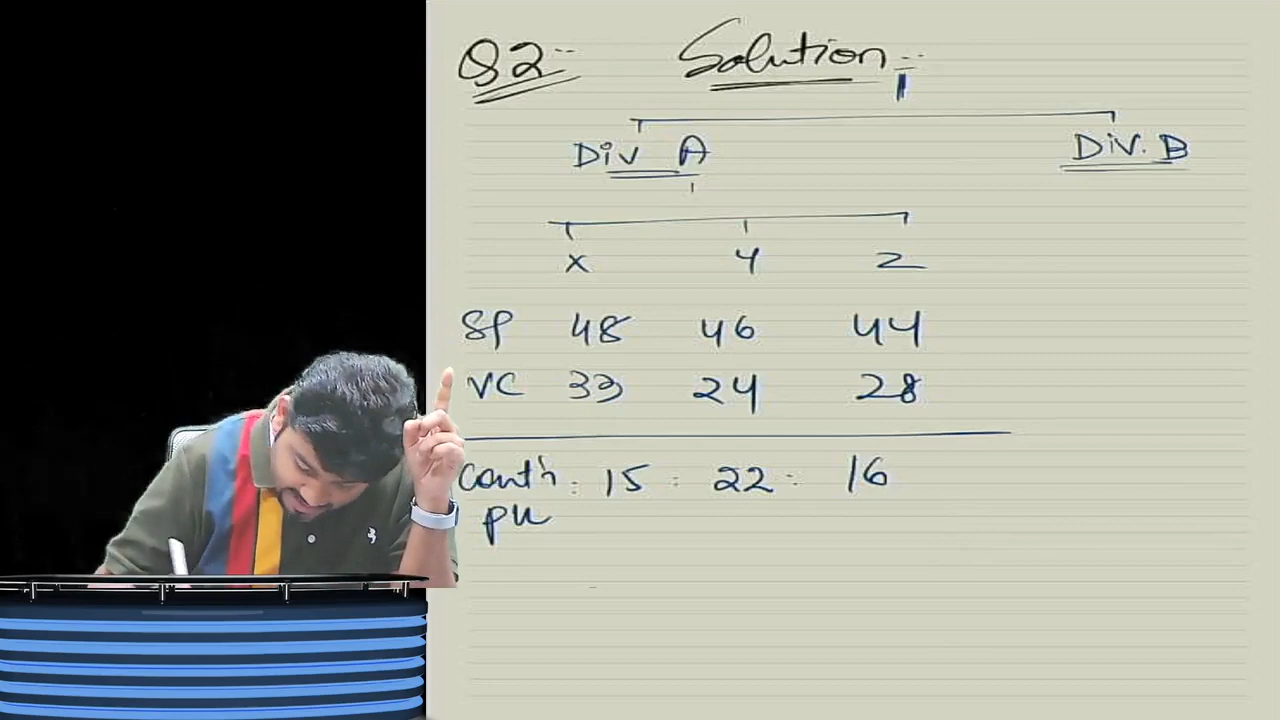 Q2:- Solution:-
Div A Div. B
x y z
SP 48 46 44
VC 33 24 28
Contn. : 15 : 22 : 16
pu